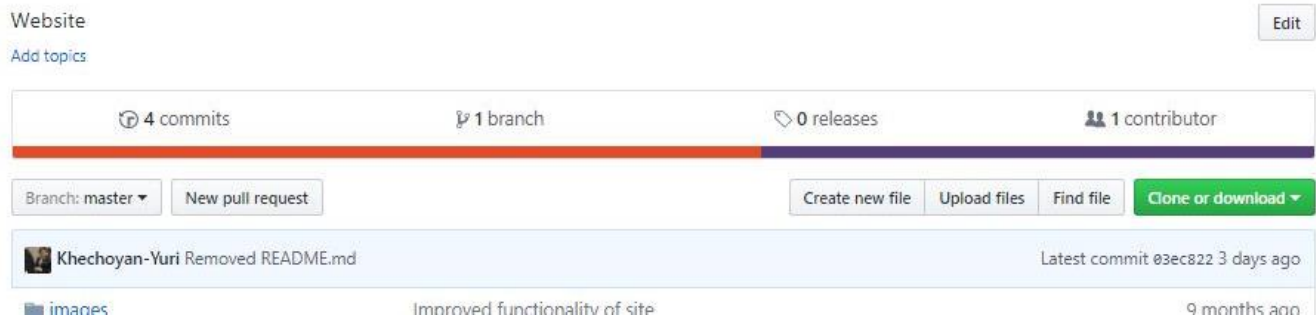 Website
Edit
Add topics
4 commits
1 branch
0 releases
1 contributor
Branch: master
New pull request
Create new file
Upload files
Find file
Clone or download
Khechoyan-Yuri Removed README.md
Latest commit 03ec822 3 days ago
images
Improved functionality of site
9 months ago